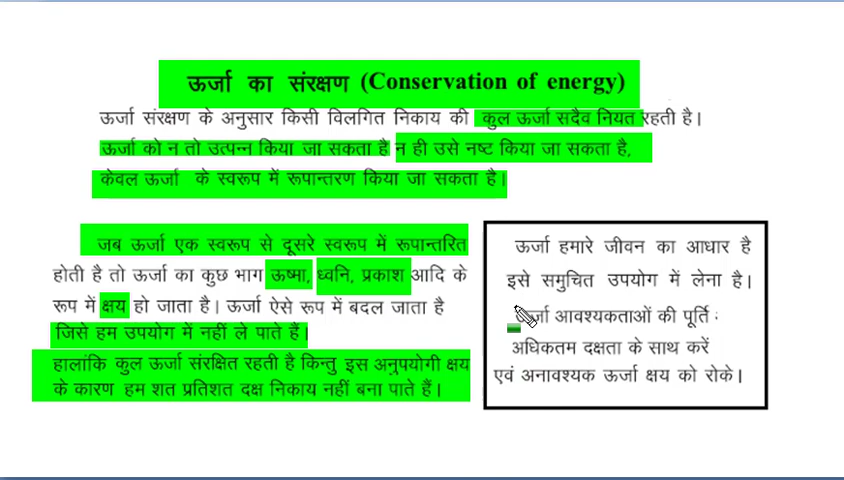 ऊर्जा का संरक्षण (Conservation of energy)
ऊर्जा संरक्षण के अनुसार किसी विलगित निकाय की कुल ऊर्जा सदैव नियत रहती है।
ऊर्जा को न तो उत्पन्न किया जा सकता है न ही उसे नष्ट किया जा सकता है,
केवल ऊर्जा के स्वरूप में रूपान्तरण किया जा सकता है।
जब ऊर्जा एक स्वरूप से दूसरे स्वरूप में रूपान्तरित
होती है तो ऊर्जा का कुछ भाग ऊष्मा, ध्वनि, प्रकाश आदि के
रूप में क्षय हो जाता है। ऊर्जा ऐसे रूप में बदल जाता है
जिसे हम उपयोग में नहीं ले पाते हैं।
हालांकि कुल ऊर्जा संरक्षित रहती है किन्तु इस अनुपयोगी क्षय
के कारण हम शत प्रतिशत दक्ष निकाय नहीं बना पाते हैं।
ऊर्जा हमारे जीवन का आधार है
इसे समुचित उपयोग में लेना है।
ऊर्जा आवश्यकताओं की पूर्ति :
अधिकतम दक्षता के साथ करें
एवं अनावश्यक ऊर्जा क्षय को रोके।